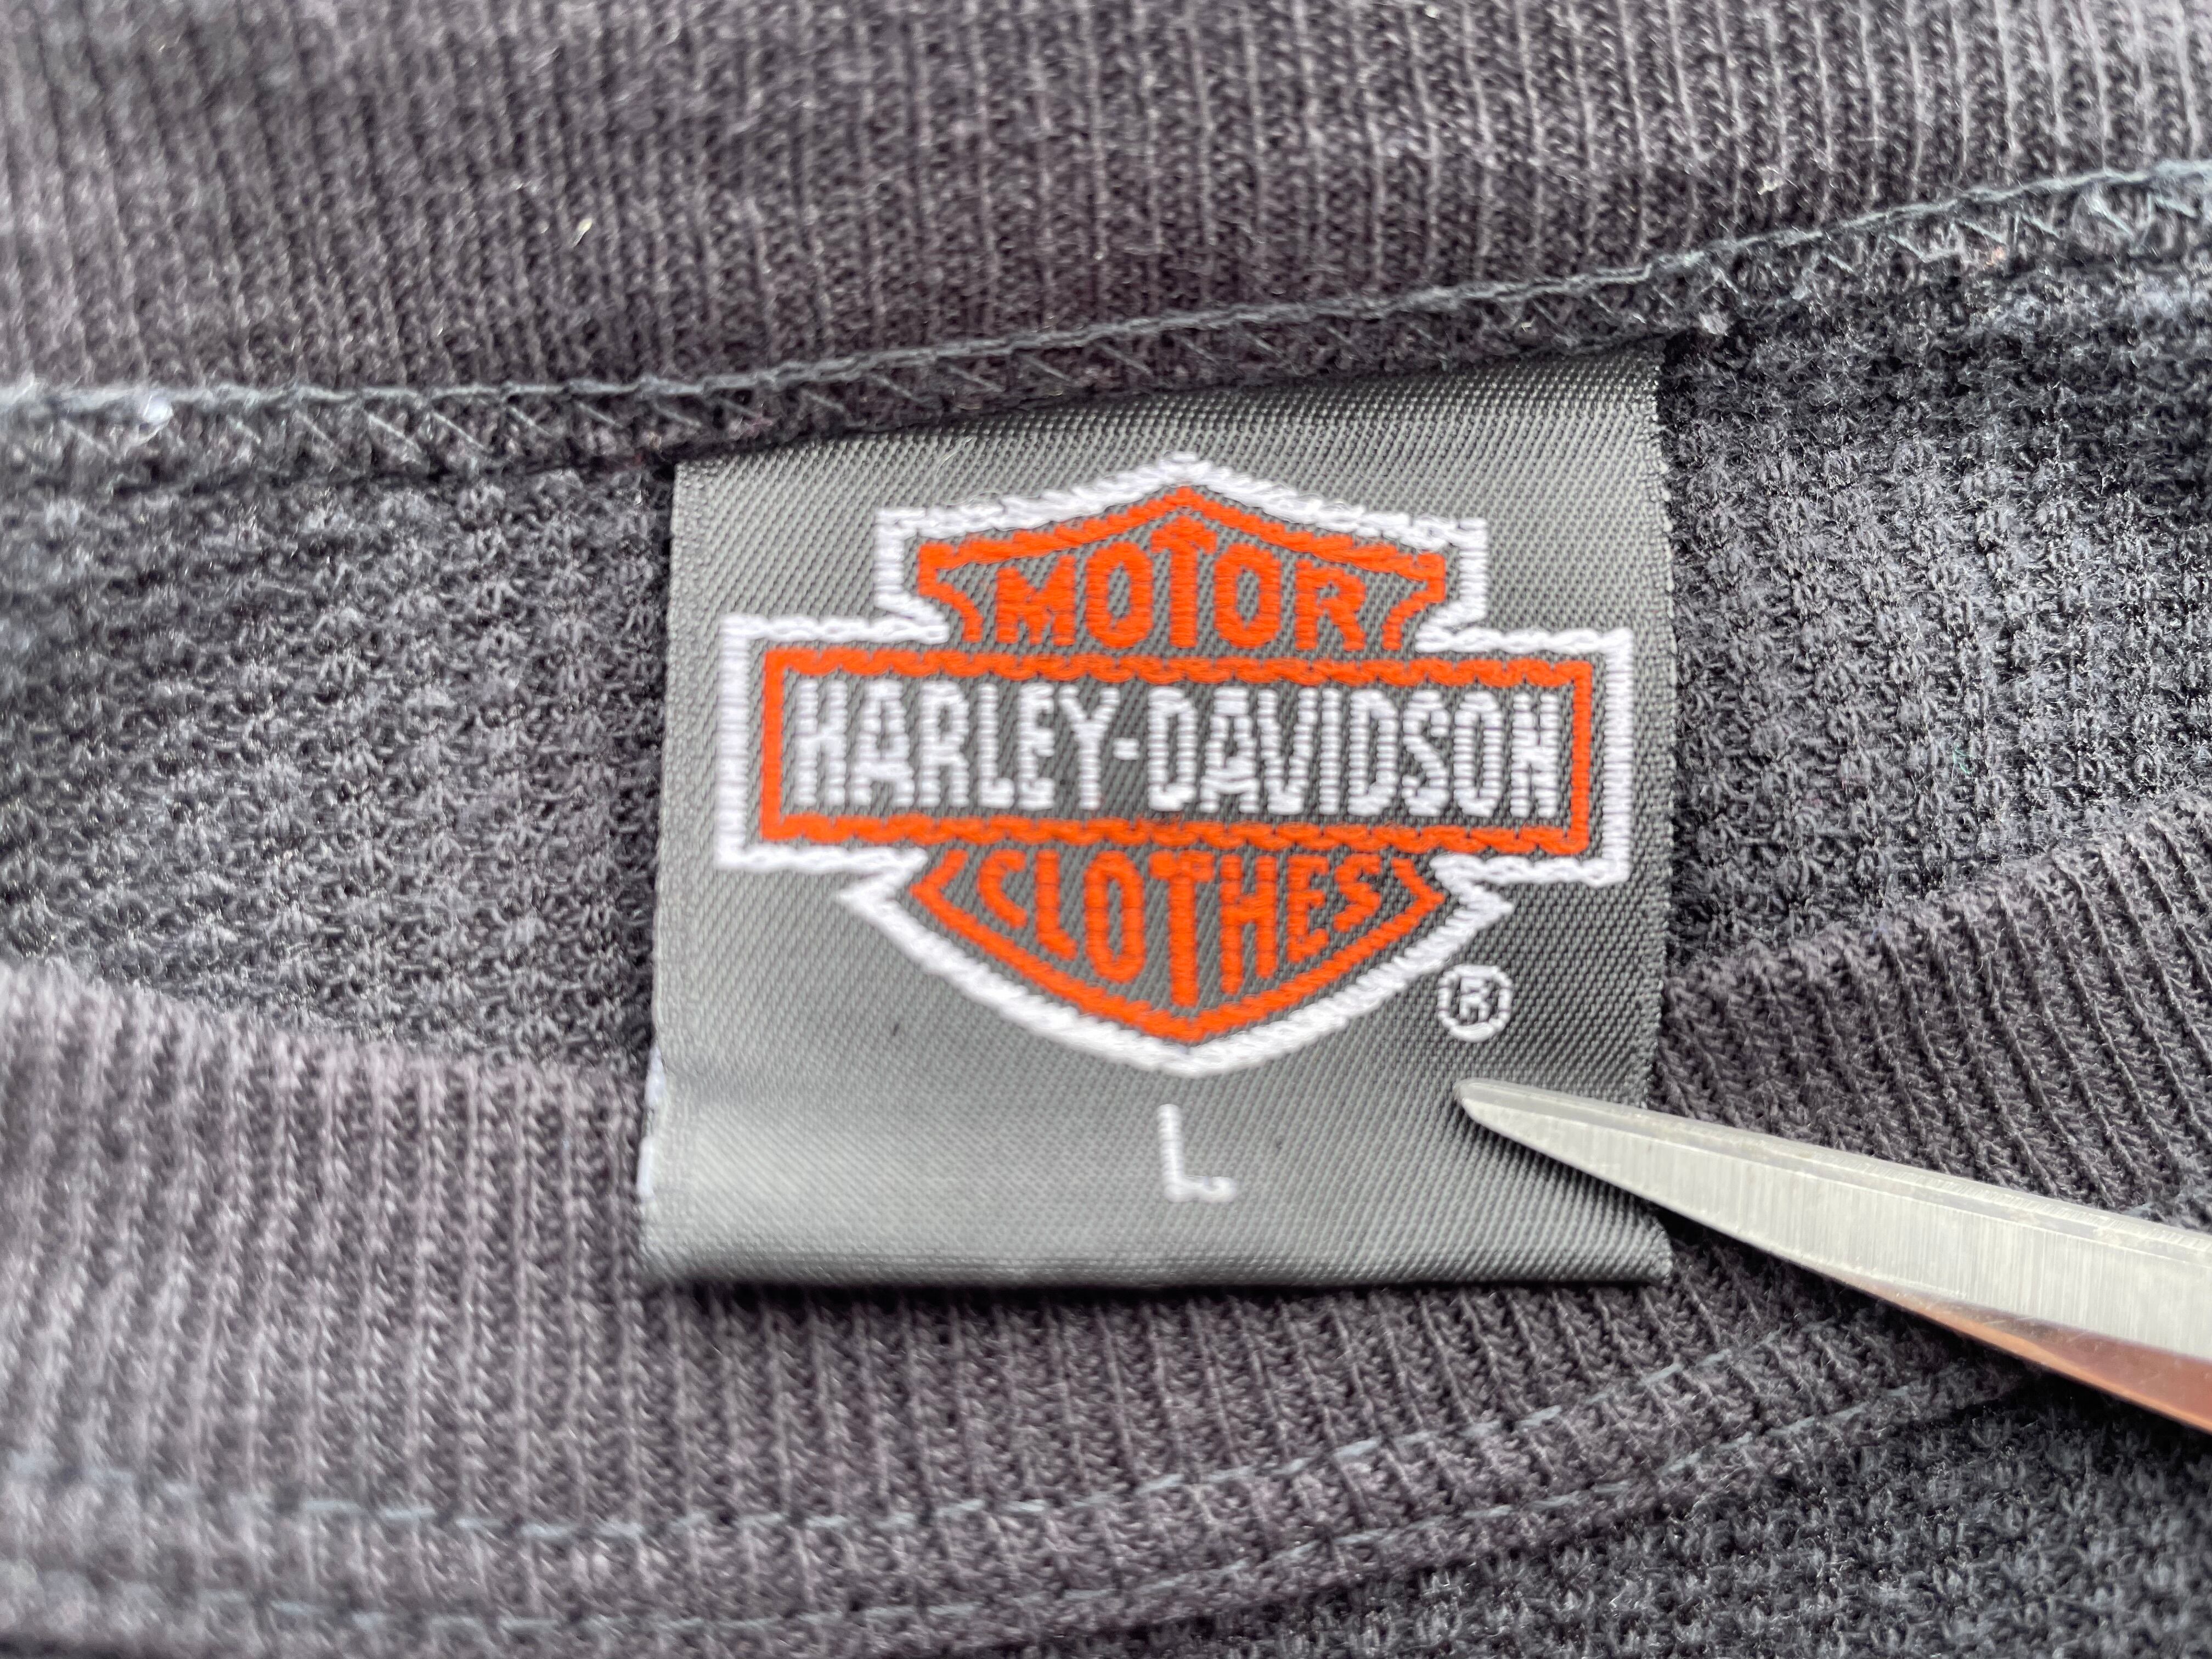 MOTOR
HARLEY-DAVIDSON
CLOTHES
®
L